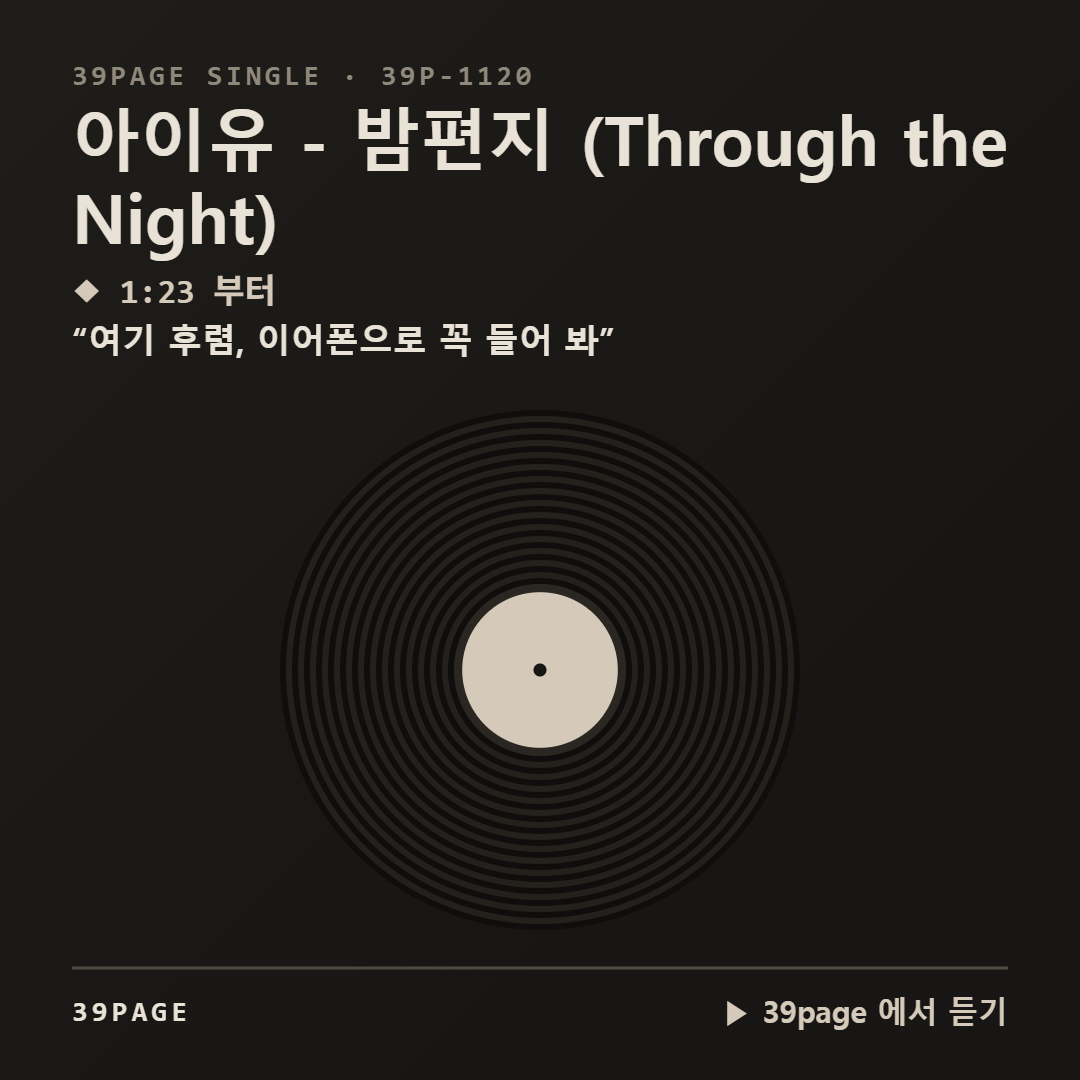 39PAGE SINGLE · 39P-1120
아이유 - 밤편지 (Through the
Night)
◆ 1:23 부터
“여기 후렴, 이어폰으로 꼭 들어 봐”
39PAGE
▶ 39page 에서 듣기